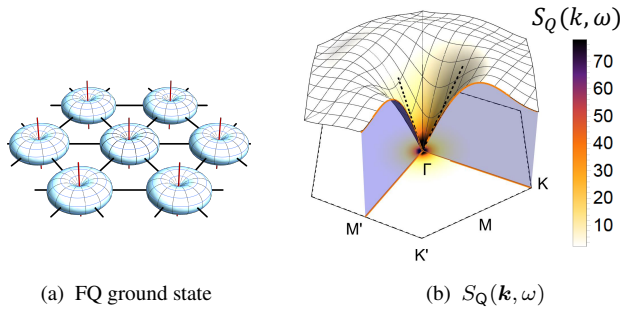 S_Q(k, ω)
70
60
50
40
30
20
10
Γ
K
M
M'
K'
(a) FQ ground state
(b) S_Q(k, ω)